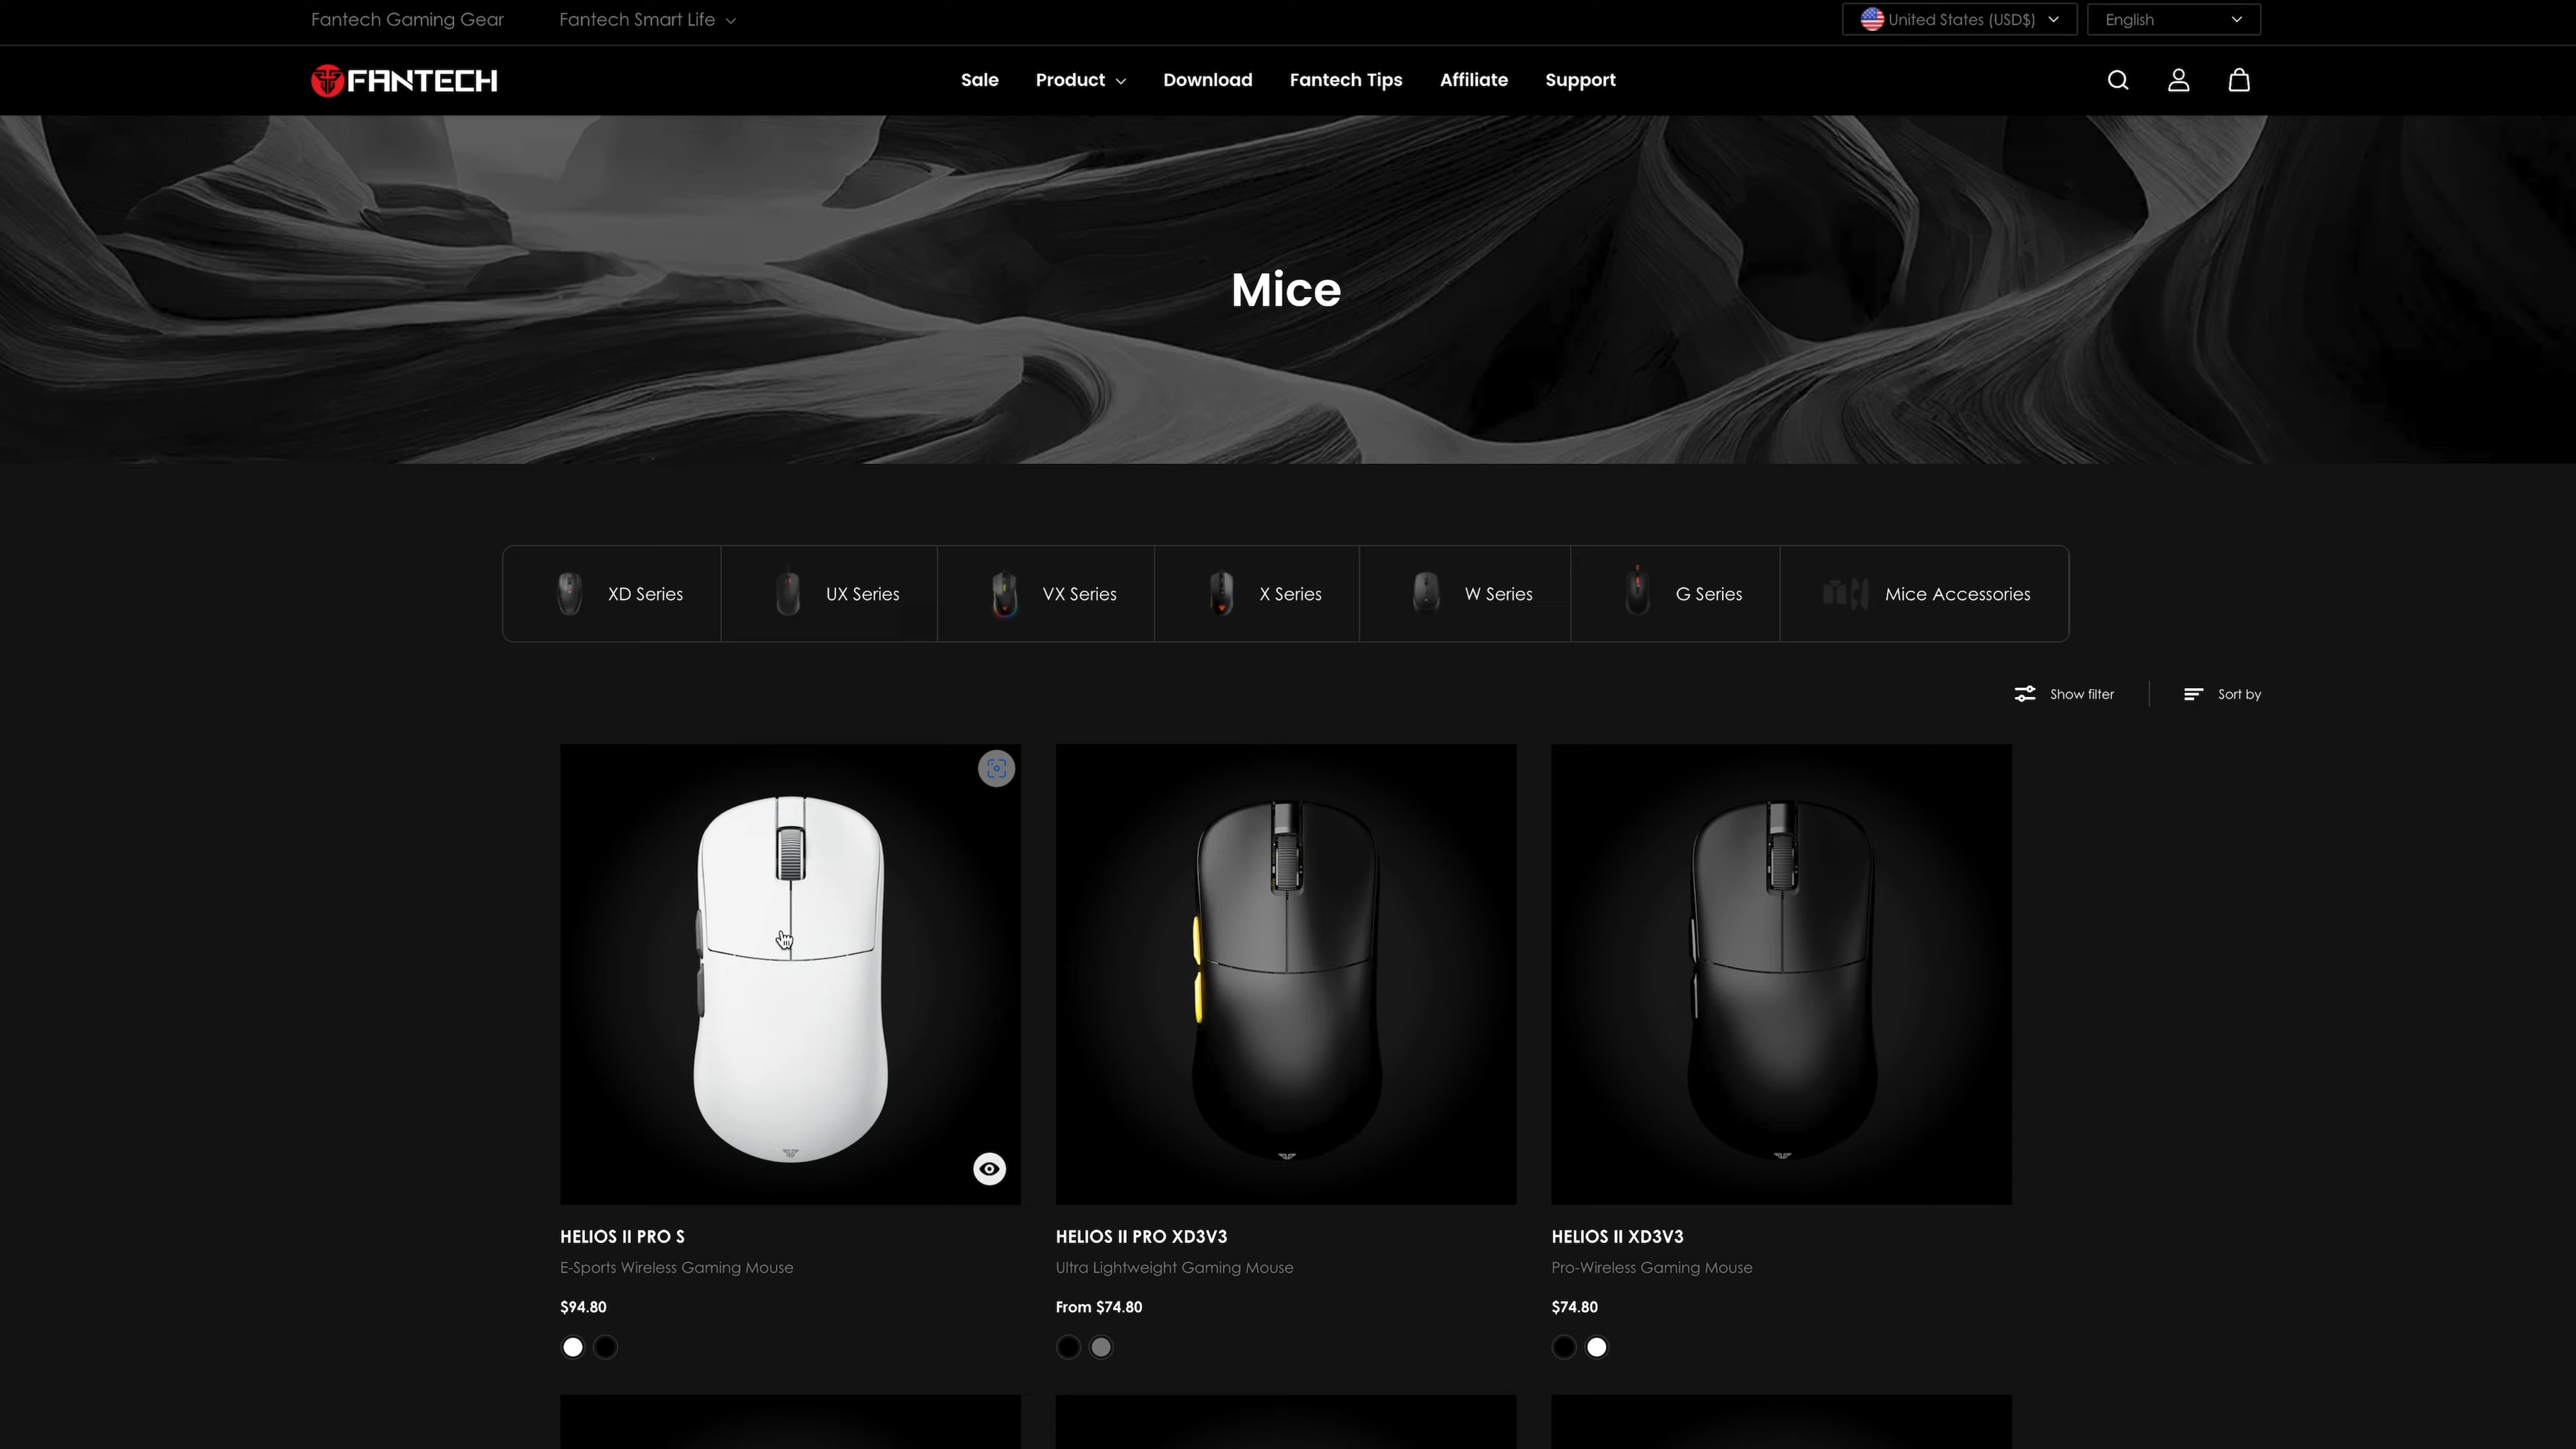 Fantech Gaming Gear
Fantech Smart Life
United States (USD$)
English
FANTECH
Sale
Product
Download
Fantech Tips
Affiliate
Support
Mice
XD Series
UX Series
VX Series
X Series
W Series
G Series
Mice Accessories
Show filter
Sort by
HELIOS II PRO S
E-Sports Wireless Gaming Mouse
$94.80
HELIOS II PRO XD3V3
Ultra Lightweight Gaming Mouse
From $74.80
HELIOS II XD3V3
Pro-Wireless Gaming Mouse
$74.80